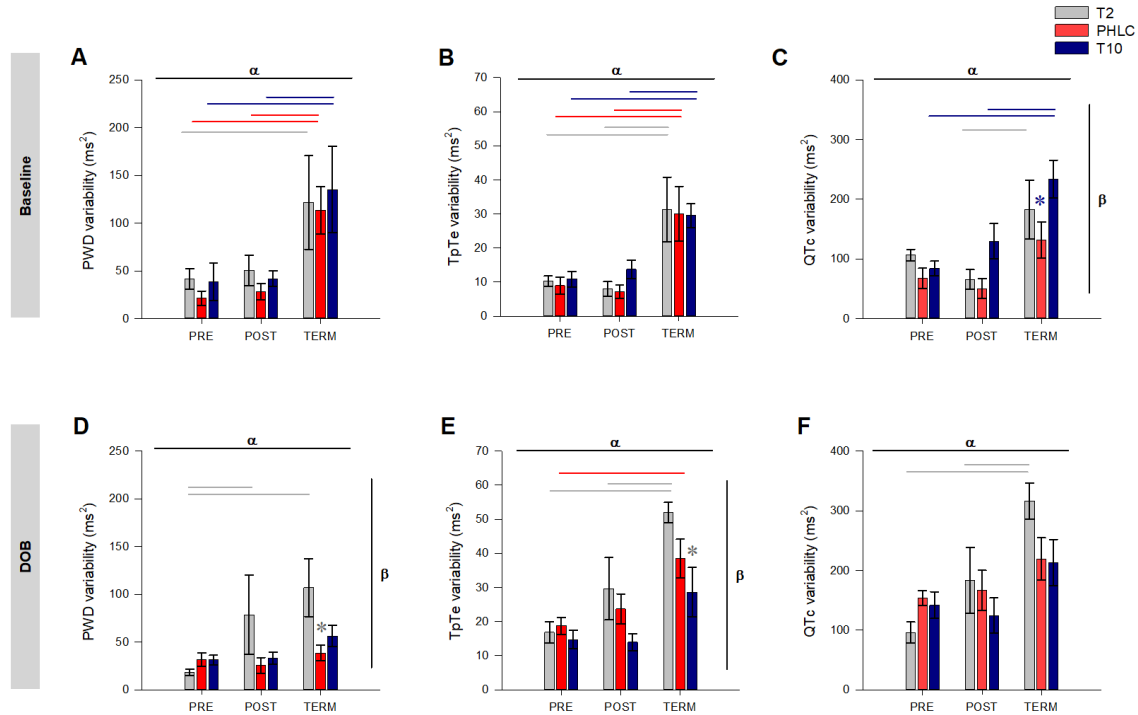 T2
PHLC
T10
Baseline
A
α
PWD variability (ms²)
250
200
150
100
50
0
PRE POST TERM
B
α
TpTe variability (ms²)
70
60
50
40
30
20
10
0
PRE POST TERM
C
α
QTc variability (ms²)
400
300
200
100
0
*
β
PRE POST TERM
DOB
D
α
PWD variability (ms²)
250
200
150
100
50
0
*
β
PRE POST TERM
E
α
TpTe variability (ms²)
70
60
50
40
30
20
10
0
*
β
PRE POST TERM
F
α
QTc variability (ms²)
400
300
200
100
0
PRE POST TERM